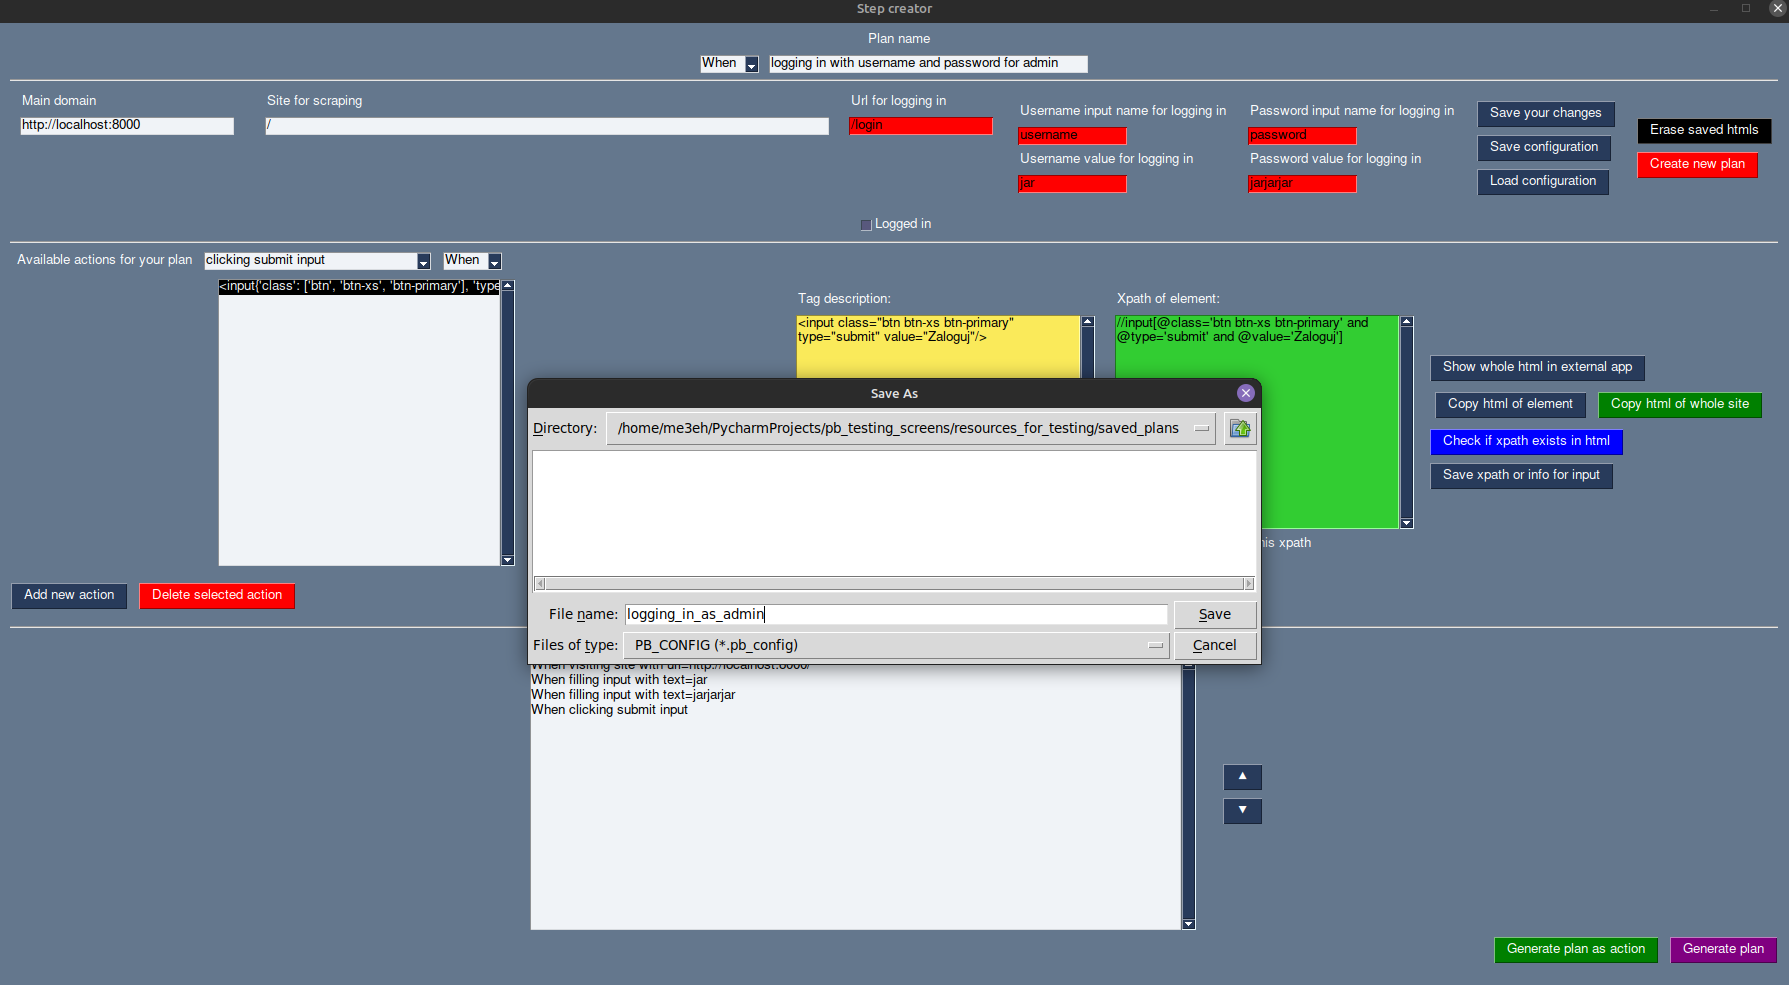 Step creator
Plan name
When
logging in with username and password for admin
Main domain
Site for scraping
Url for logging in
Username input name for logging in
Password input name for logging in
http://localhost:8000
/
/login
username
password
Username value for logging in
Password value for logging in
jar
jarjarjar
Save your changes
Save configuration
Load configuration
Erase saved htmls
Create new plan
Logged in
Available actions for your plan
clicking submit input
When
<input{'class': ['btn', 'btn-xs', 'btn-primary'], 'type
Tag description:
<input class="btn btn-xs btn-primary"
type="submit" value="Zaloguj"/>
Xpath of element:
//input[@class='btn btn-xs btn-primary' and
@type='submit' and @value='Zaloguj']
Show whole html in external app
Copy html of element
Copy html of whole site
Check if xpath exists in html
Save xpath or info for input
his xpath
Save As
Directory:
/home/me3eh/PycharmProjects/pb_testing_screens/resources_for_testing/saved_plans
File name:
logging_in_as_admin
Save
Files of type:
PB_CONFIG (*.pb_config)
Cancel
Add new action
Delete selected action
When visiting site with url=http://localhost:8000/
When filling input with text=jar
When filling input with text=jarjarjar
When clicking submit input
▲
▼
Generate plan as action
Generate plan